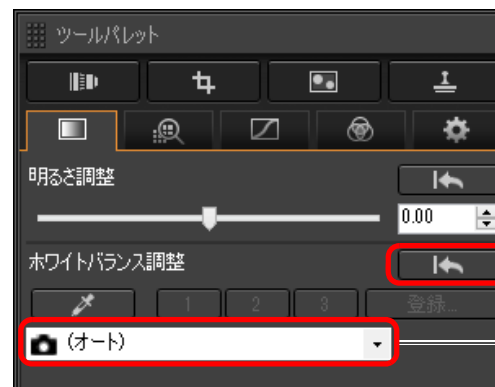 ツールパレット
明るさ調整
0.00
ホワイトバランス調整
1 2 3 登録...
(オート)